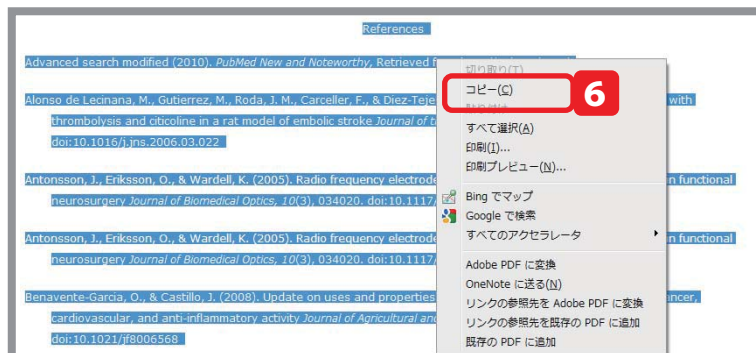 References
Advanced search modified (2010). PubMed New and Noteworthy, Retrieved
切り取り(T)
コピー(C)
6
Alonso de Lecinana, M., Gutierrez, M., Roda, J. M., Carceller, F., & Diez-Teje
with
貼り付け
thrombolysis and citicoline in a rat model of embolic stroke Journal of
すべて選択(A)
doi:10.1016/j.jns.2006.03.022
印刷(I)...
印刷プレビュー(N)...
Antonsson, J., Eriksson, O., & Wardell, K. (2005). Radio frequency electrode
n functional
neurosurgery Journal of Biomedical Optics, 10(3), 034020. doi:10.1117/
Bing でマップ
Google で検索
すべてのアクセラレータ
Antonsson, J., Eriksson, O., & Wardell, K. (2005). Radio frequency electrode
n functional
neurosurgery Journal of Biomedical Optics, 10(3), 034020. doi:10.1117/
Adobe PDF に変換
OneNote に送る(N)
Benavente-Garcia, O., & Castillo, J. (2008). Update on uses and properties
ncer,
リンクの参照先を Adobe PDF に変換
cardiovascular, and anti-inflammatory activity Journal of Agricultural an
リンクの参照先を既存の PDF に追加
doi:10.1021/jf8006568
既存の PDF に追加